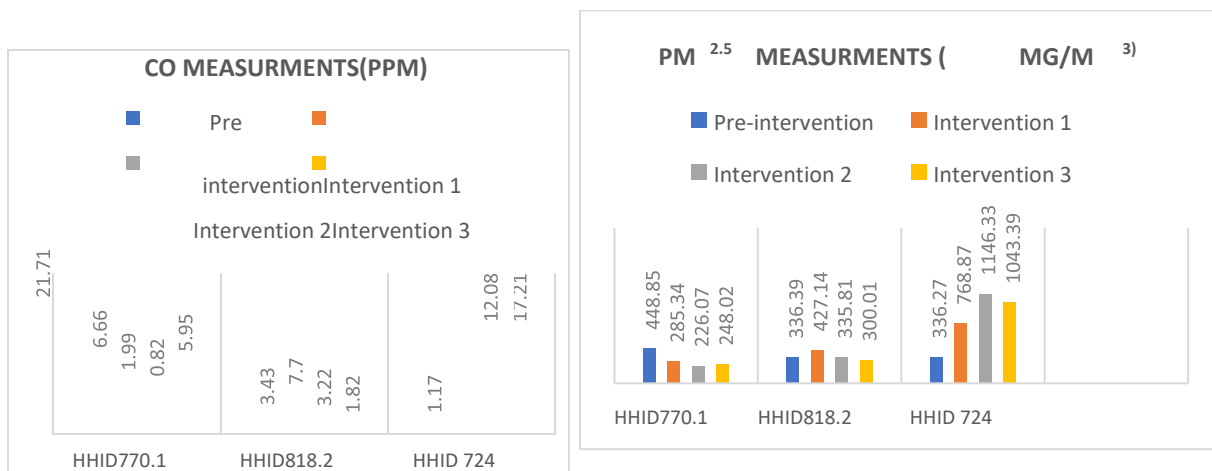 CO MEASURMENTS(PPM)
Pre
interventionIntervention 1
Intervention 2Intervention 3
21.71
6.66
1.99
0.82
5.95
3.43
7.7
3.22
1.82
1.17
12.08
17.21
HHID770.1
HHID818.2
HHID 724
PM 2.5 MEASURMENTS ( MG/M 3)
Pre-intervention
Intervention 1
Intervention 2
Intervention 3
448.85
285.34
226.07
248.02
336.39
427.14
335.81
300.01
336.27
768.87
1146.33
1043.39
HHID770.1
HHID818.2
HHID 724